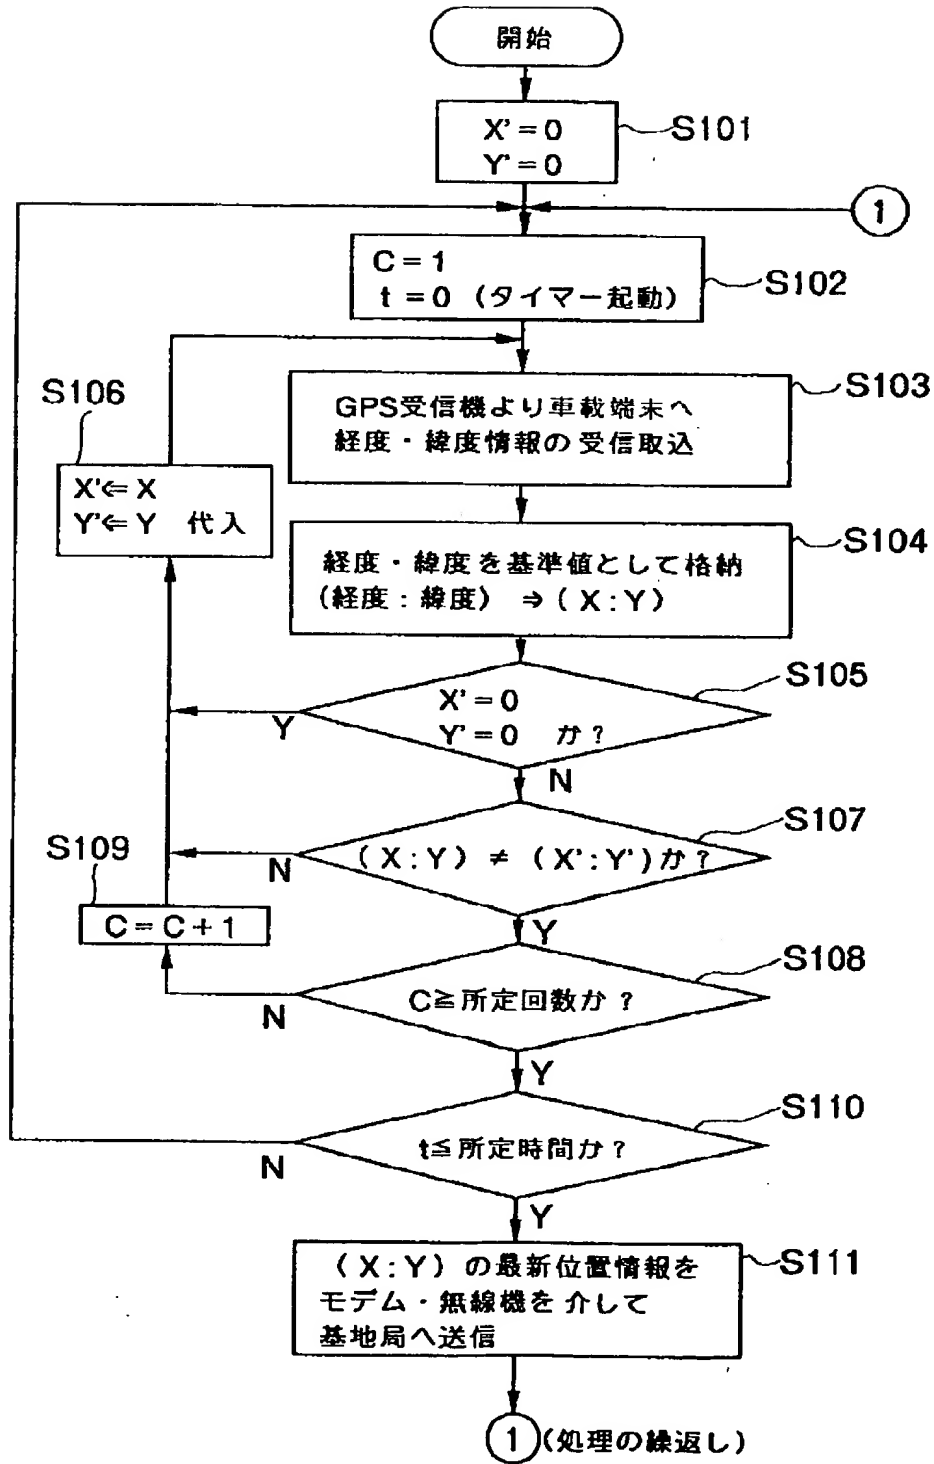 開始
X'=0
Y'=0
S101
1
C=1
t=0 (タイマー起動)
S102
S103
GPS受信機より車載端末へ
経度・緯度情報の受信取込
S106
X'⇐X
Y'⇐Y 代入
S104
経度・緯度を基準値として格納
(経度:緯度) ⇒(X:Y)
S105
X'=0
Y'=0 か?
Y
N
S107
(X:Y) ≠ (X':Y')か?
N
Y
S109
C=C+1
S108
C≧所定回数か?
N
Y
S110
t≦所定時間か?
N
Y
S111
(X:Y)の最新位置情報を
モデム・無線機を介して
基地局へ送信
1 (処理の繰返し)